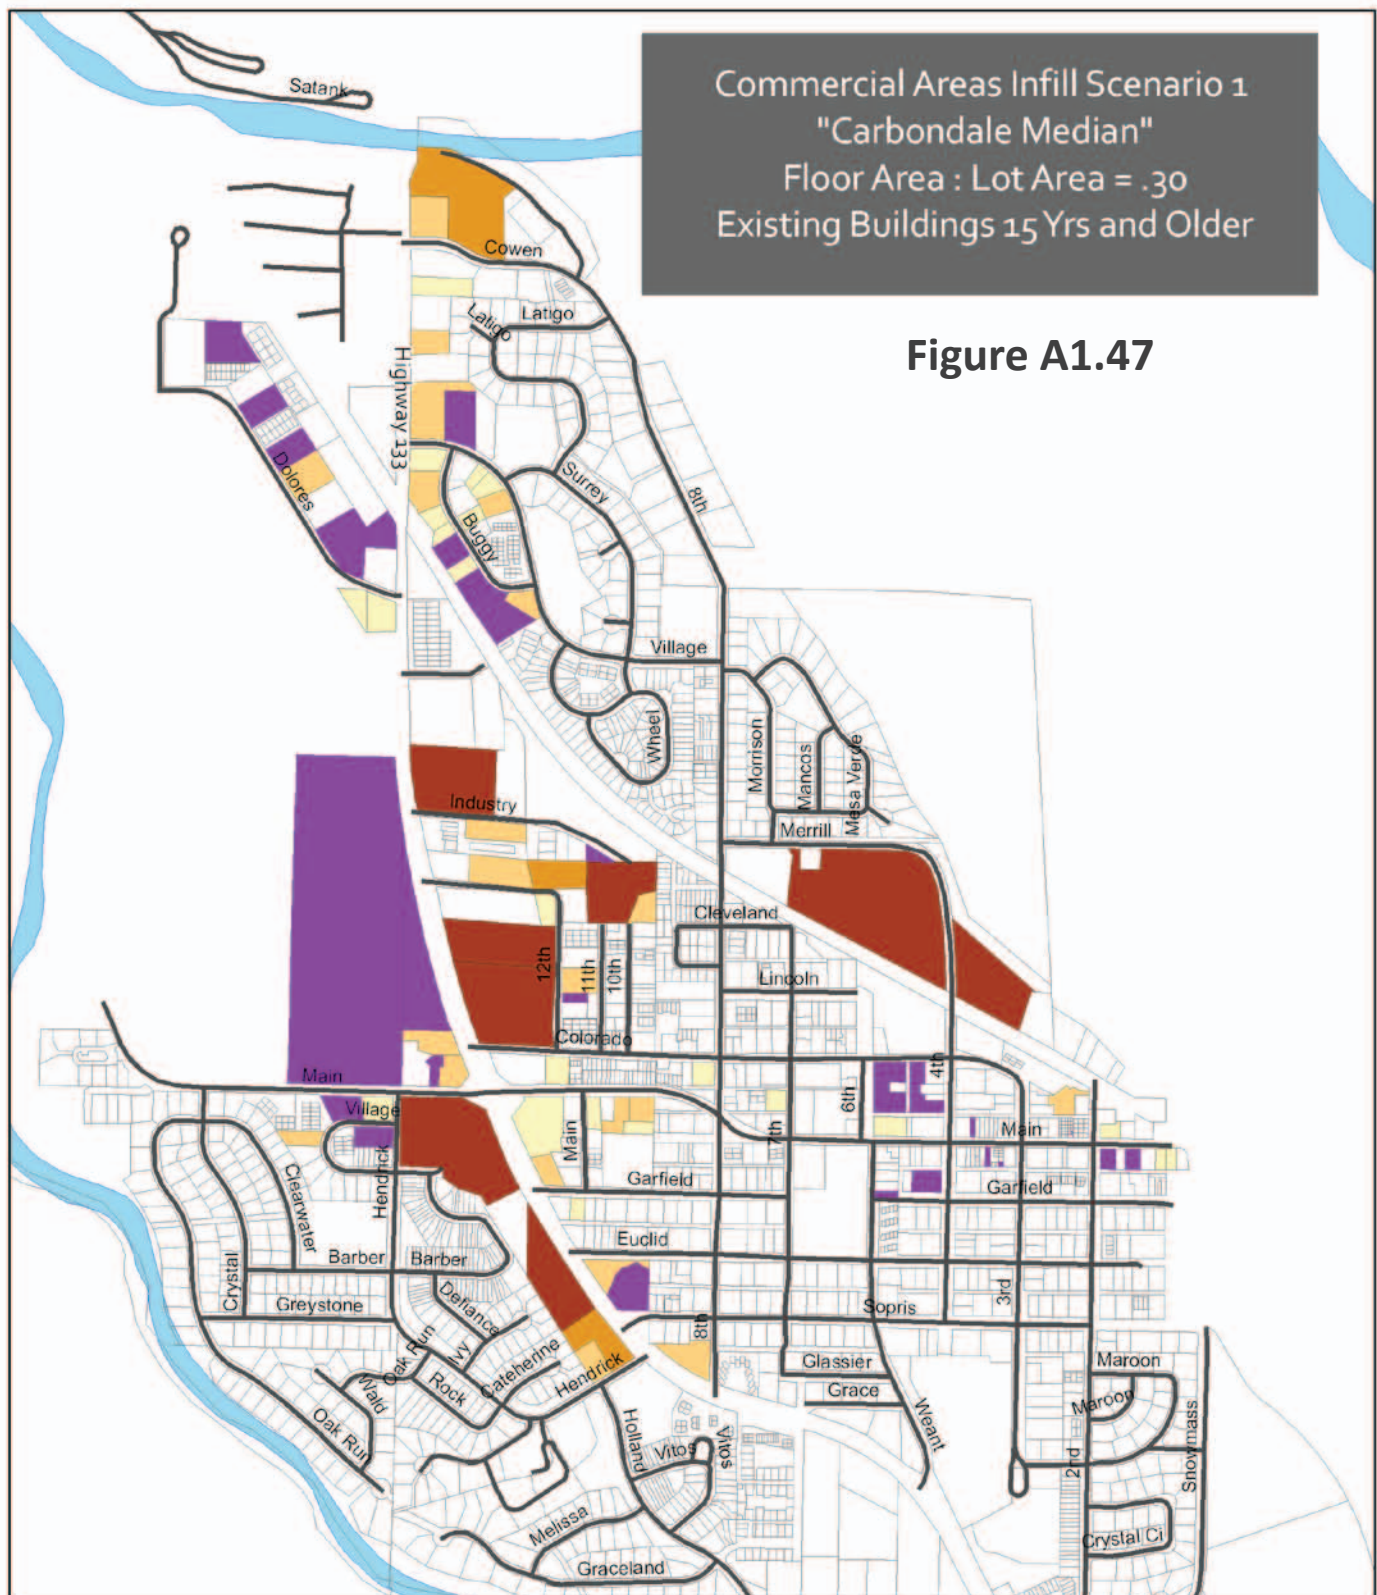 Commercial Areas Infill Scenario 1
"Carbondale Median"
Floor Area : Lot Area = .30
Existing Buildings 15 Yrs and Older
Figure A1.47
Satank
Cowen
Latigo
Latigo
Highway 133
Dolores
Surrey
8th
Buggy
Village
Wheel
Morrison
Mancos
Mesa Verde
Merrill
Industry
Cleveland
12th
11th
10th
Lincoln
Colorado
Main
Village
6th
4th
Main
7th
Main
Hendrick
Garfield
Garfield
Clearwater
Euclid
Barber
Barber
Crystal
Greystone
Defiance
3rd
Sopris
8th
Oak Run
Ivy
Catherine
Hendrick
Glassier
Maroon
Wald
Rock
Grace
Maroon
Oak Run
Holland
Vitos
Vitos
Weant
2nd
Snowmass
Melissa
Crystal Ci
Graceland